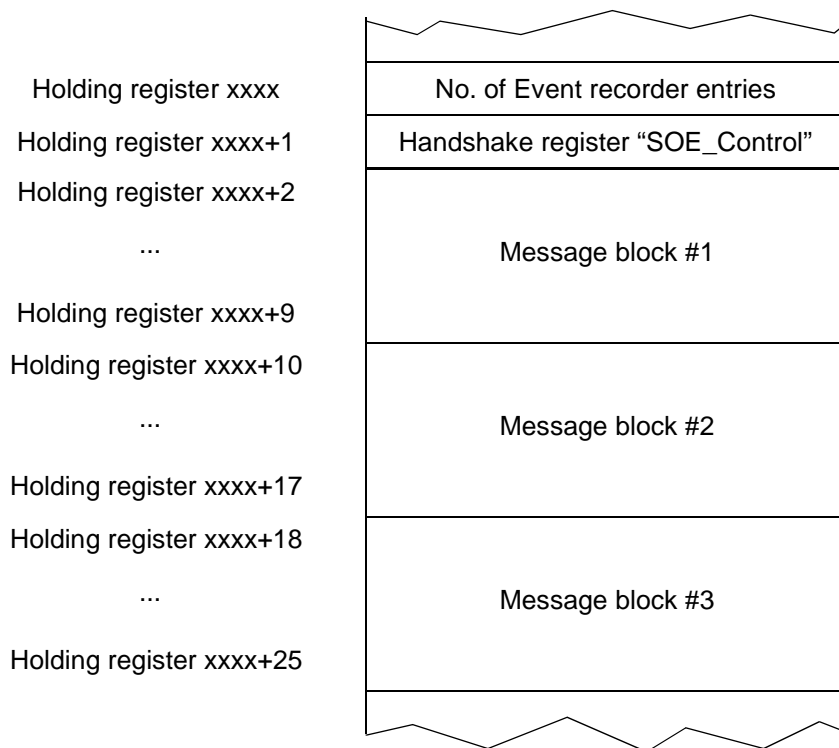 Holding register xxxx
No. of Event recorder entries
Holding register xxxx+1
Handshake register “SOE_Control”
Holding register xxxx+2
...
Message block #1
Holding register xxxx+9
Holding register xxxx+10
...
Message block #2
Holding register xxxx+17
Holding register xxxx+18
...
Message block #3
Holding register xxxx+25